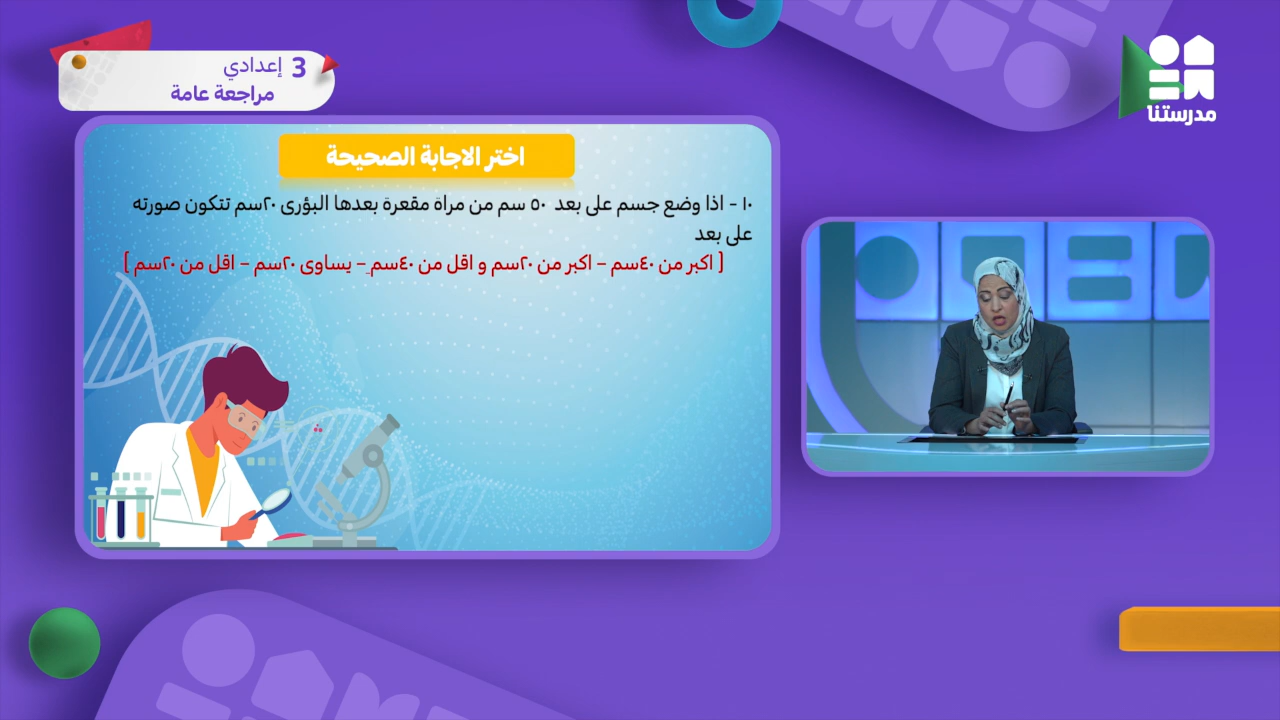 3 إعدادي
مراجعة عامة
مدرستنا
اختر الاجابة الصحيحة
١٠ - اذا وضع جسم على بعد ٥٠ سم من مراة مقعرة بعدها البؤرى ٢٠سم تتكون صورته
على بعد
( اكبر من ٤٠سم – اكبر من ٢٠سم و اقل من ٤٠سم – يساوى ٢٠سم – اقل من ٢٠سم )